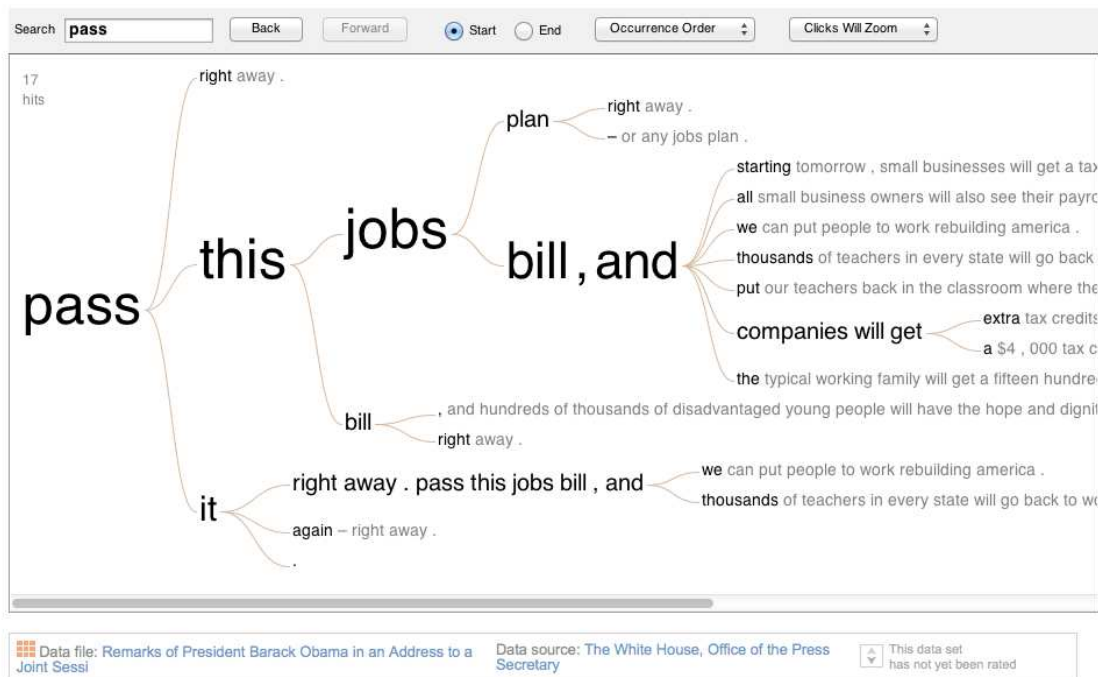 Search pass Back Forward Start End Occurrence Order Clicks Will Zoom
17
hits
right away .
plan
right away .
– or any jobs plan .
starting tomorrow , small businesses will get a tax
all small business owners will also see their payro
we can put people to work rebuilding america .
thousands of teachers in every state will go back
put our teachers back in the classroom where the
companies will get
extra tax credits
a $4 , 000 tax c
the typical working family will get a fifteen hundre
jobs
bill , and
this
pass
bill
, and hundreds of thousands of disadvantaged young people will have the hope and dignit
right away .
it
right away . pass this jobs bill , and
we can put people to work rebuilding america .
thousands of teachers in every state will go back to wo
again – right away .
.
Data file: Remarks of President Barack Obama in an Address to a
Joint Sessi
Data source: The White House, Office of the Press
Secretary
This data set
has not yet been rated